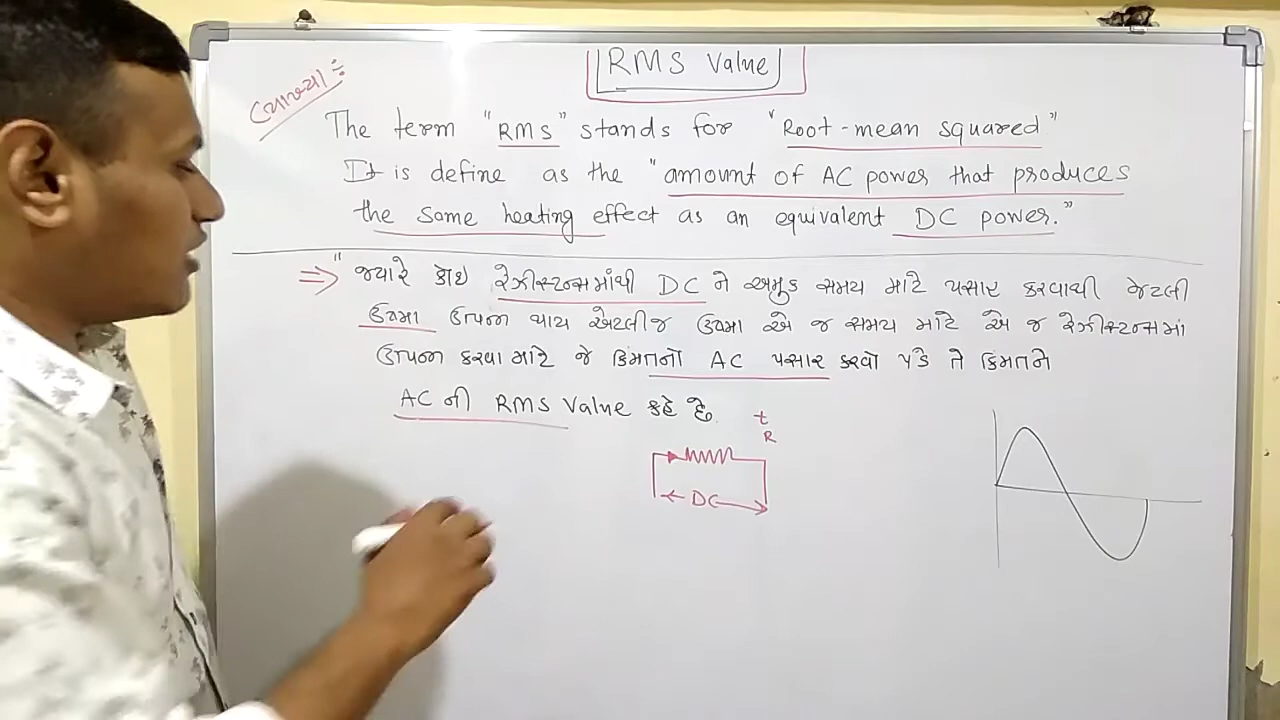 RMS Value
વ્યાખ્યા :-
The term "RMS" stands for "Root-mean squared"
It is define as the "amount of AC power that produces
the some heating effect as an equivalent DC power."
⇒ "જયારે કોઇ રેઝીસ્ટન્સમાંથી DC ને અમુક સમય માટે પસાર કરવાથી જેટલી
ઉષ્મા ઉત્પન્ન થાય એટલીજ ઉષ્મા એ જ સમય માટે એ જ રેઝીસ્ટન્સમાં
ઉત્પન્ન કરવા માટે જે કિંમતનો AC પસાર કરવો પડે તે કિંમતને
AC ની RMS Value કહે છે.
t
R
DC